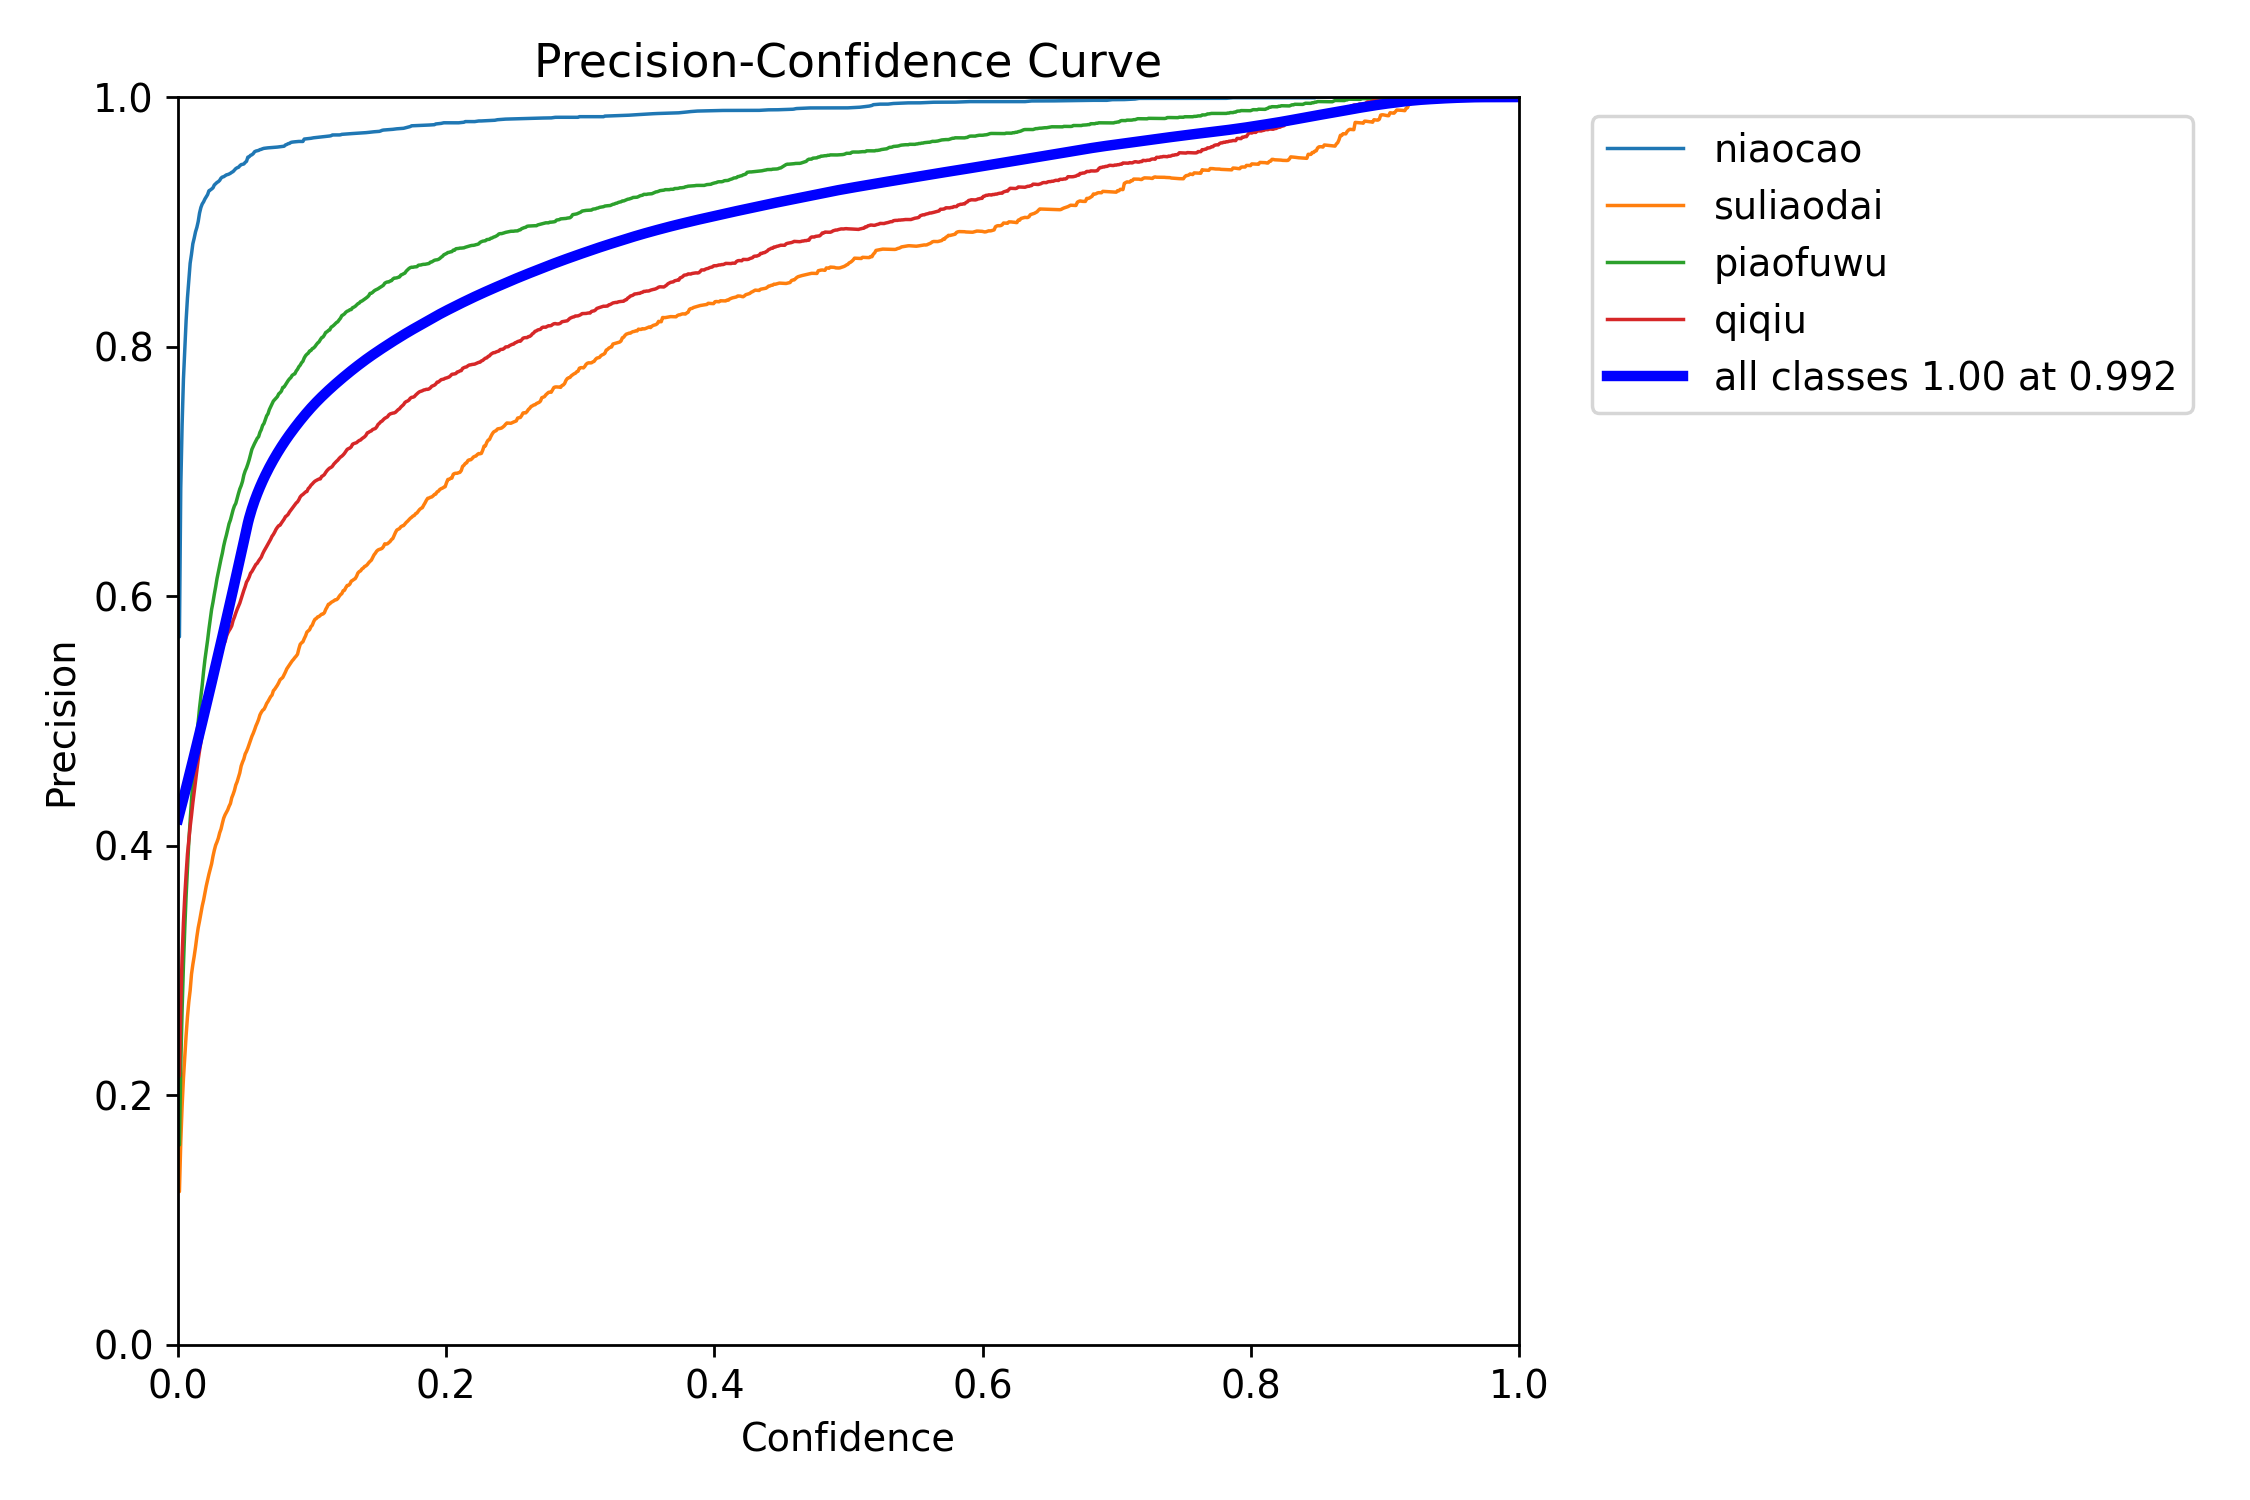 Precision-Confidence Curve
1.0
0.8
0.6
0.4
0.2
0.0
Precision
0.0 0.2 0.4 0.6 0.8 1.0
Confidence
niaocao
suliaodai
piaofuwu
qiqiu
all classes 1.00 at 0.992